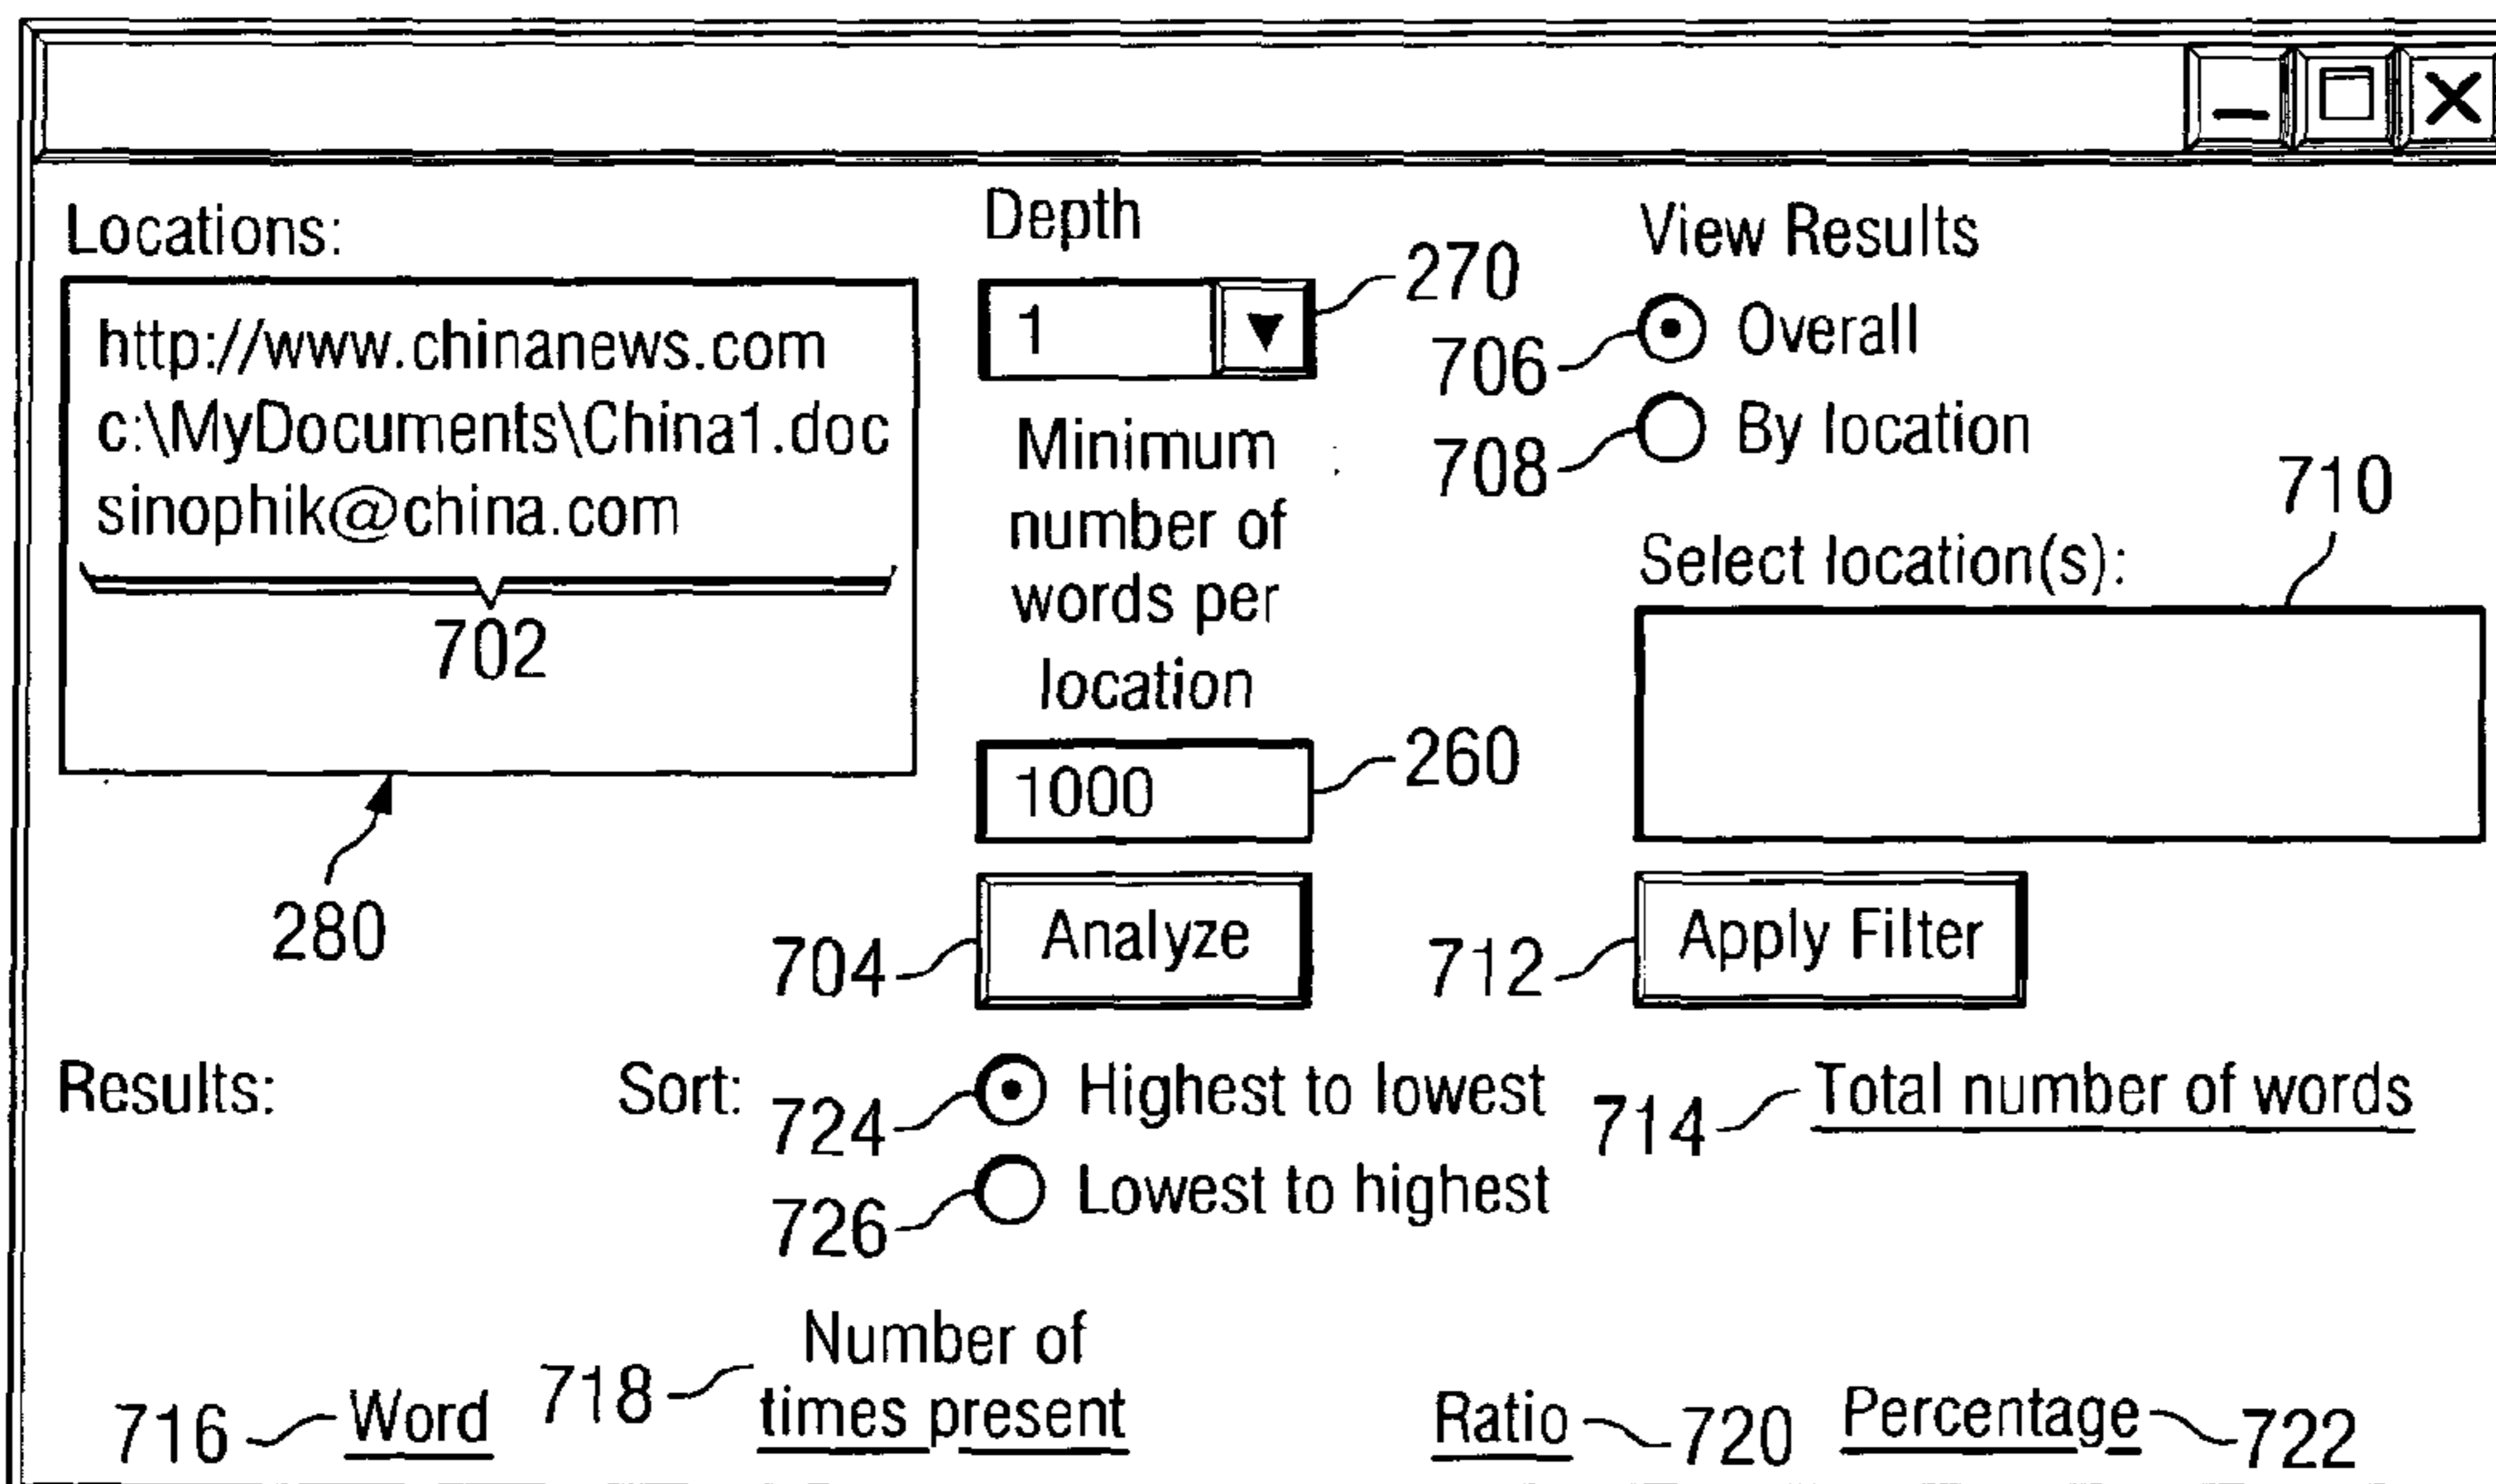 Locations:
http://www.chinanews.com
c:\MyDocuments\China1.doc
sinophik@china.com
702
280
Depth
1
270
Minimum
number of
words per
location
1000
260
Analyze
704
View Results
706 Overall
708 By location
710
Select location(s):
712 Apply Filter
Results:
Sort:
724 Highest to lowest
726 Lowest to highest
714 Total number of words
716 Word
718 Number of
times present
Ratio 720
Percentage 722